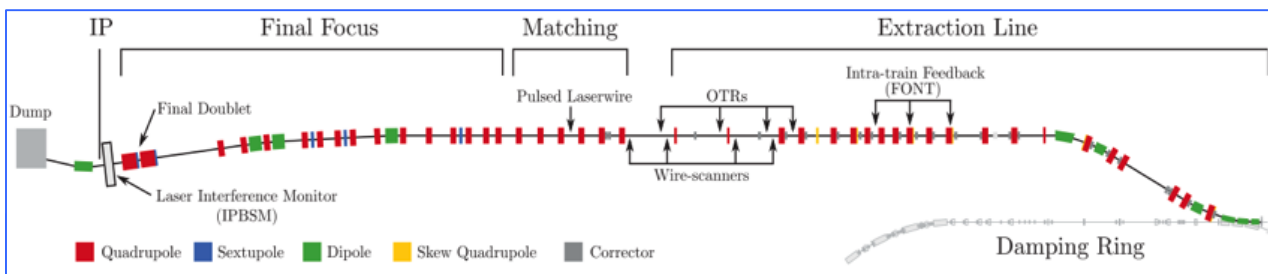 IP
Final Focus
Matching
Extraction Line
Intra-train Feedback
(FONT)
Pulsed Laserwire
OTRs
Final Doublet
Dump
Wire-scanners
Laser Interference Monitor
(IPBSM)
Damping Ring
Quadrupole
Sextupole
Dipole
Skew Quadrupole
Corrector